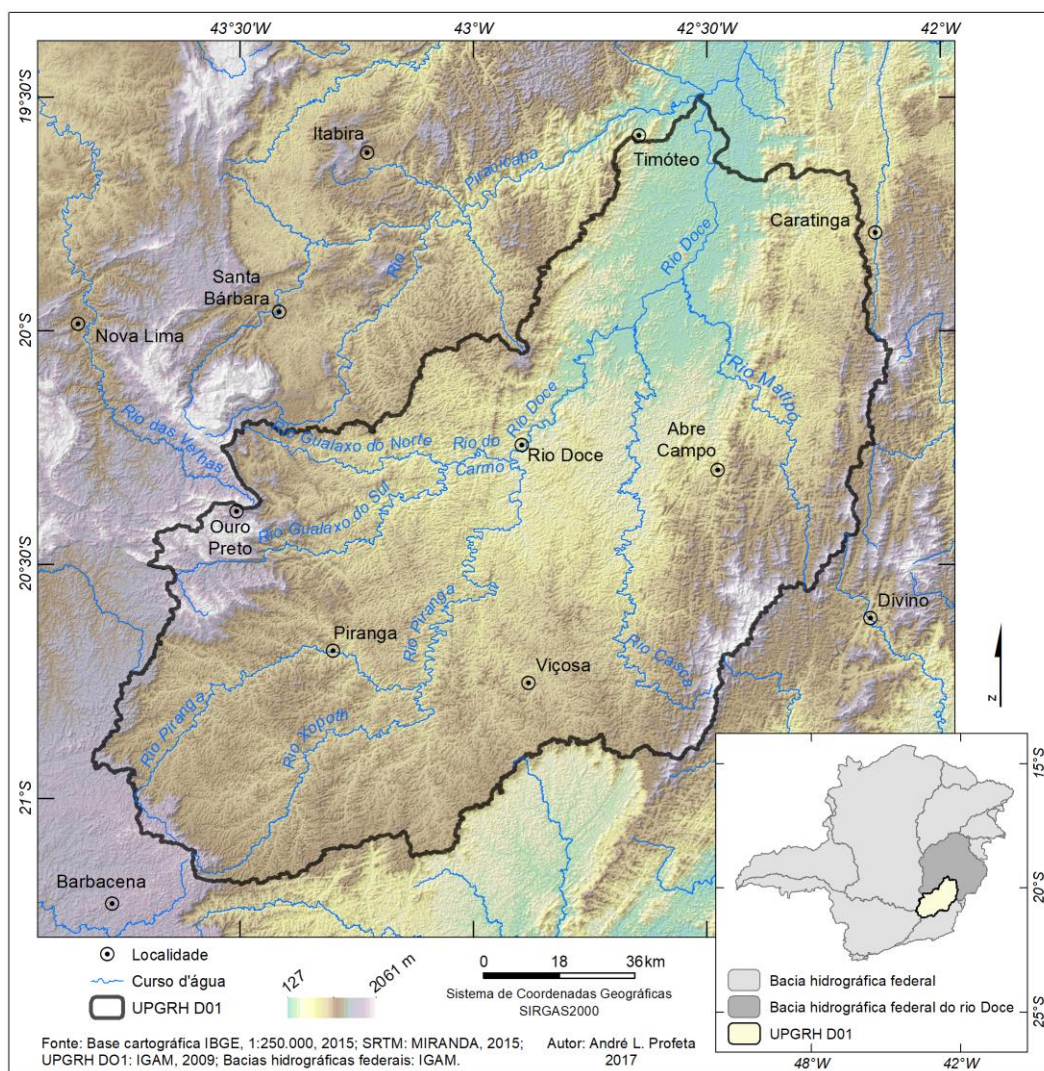 43°30'W
43°W
42°30'W
42°W
19°30'S
20°S
20°30'S
21°S
Itabira
Timóteo
Piracicaba
Rio
Caratinga
Rio Doce
Santa
Bárbara
Nova Lima
Rio das Velhas
Rio Gualaxo do Norte
Rio do
Carmo
Rio Doce
Rio Doce
Rio Matipó
Abre
Campo
Ouro
Preto
Rio Gualaxo do Sul
Piranga
Rio Piranga
Rio Piranga
Rio Xopotó
Viçosa
Rio Casca
Divino
Barbacena
z
15°S
20°S
25°S
48°W
42°W
Bacia hidrográfica federal
Bacia hidrográfica federal do rio Doce
UPGRH D01
Localidade
Curso d'água
UPGRH D01
127
2061 m
0 18 36 km
Sistema de Coordenadas Geográficas
SIRGAS2000
Fonte: Base cartográfica IBGE, 1:250.000, 2015; SRTM: MIRANDA, 2015;
UPGRH DO1: IGAM, 2009; Bacias hidrográficas federais: IGAM.
Autor: André L. Profeta
2017